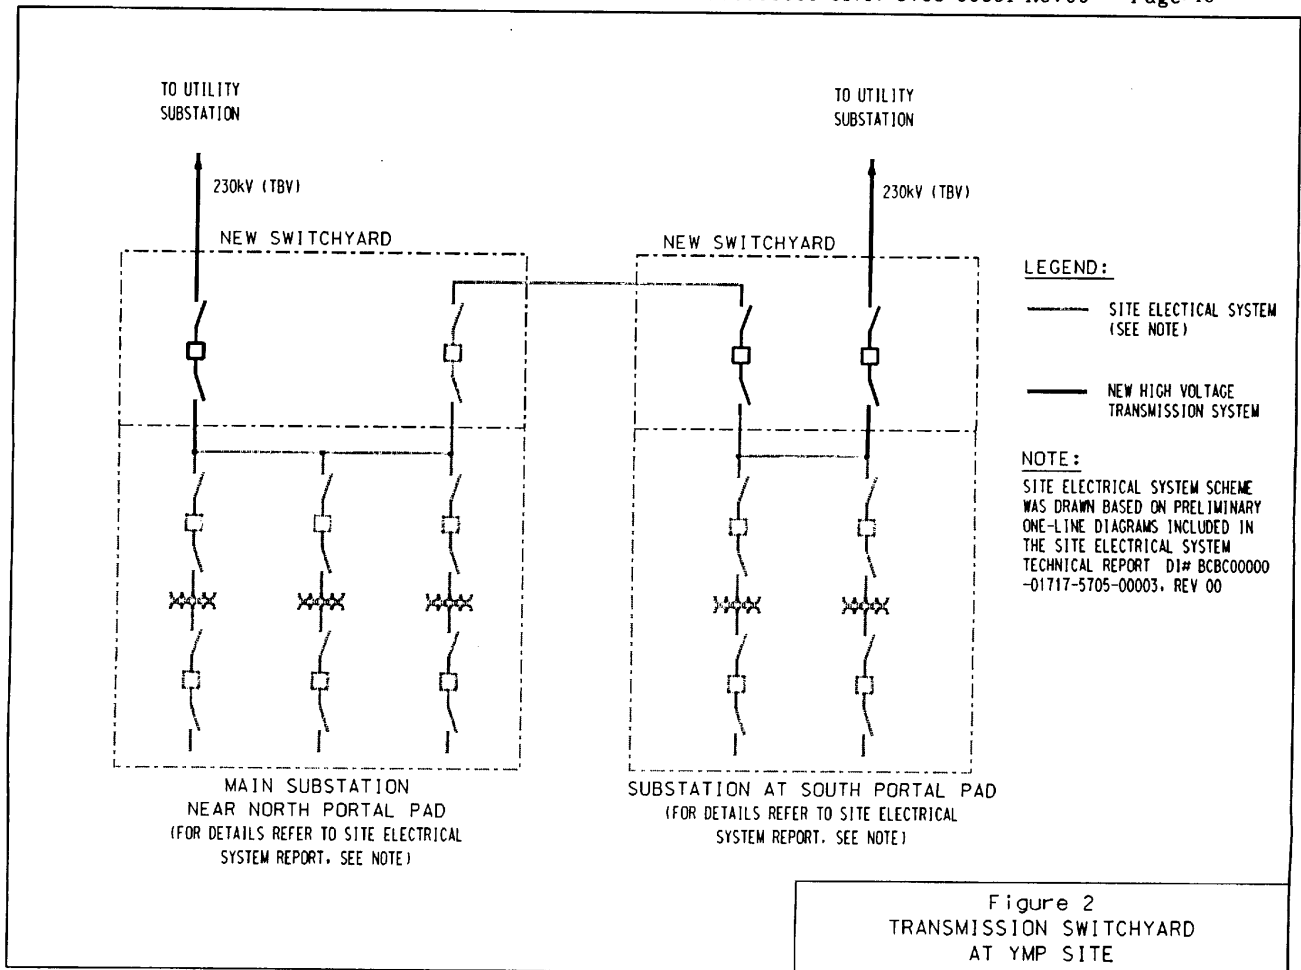 Page
TO UTILITY
SUBSTATION
230kV (TBV)
NEW SWITCHYARD
TO UTILITY
SUBSTATION
230kV (TBV)
NEW SWITCHYARD
LEGEND:
SITE ELECTICAL SYSTEM
(SEE NOTE)
NEW HIGH VOLTAGE
TRANSMISSION SYSTEM
NOTE:
SITE ELECTRICAL SYSTEM SCHEME
WAS DRAWN BASED ON PRELIMINARY
ONE-LINE DIAGRAMS INCLUDED IN
THE SITE ELECTRICAL SYSTEM
TECHNICAL REPORT DI# BCBC00000
-01717-5705-00003, REV 00
MAIN SUBSTATION
NEAR NORTH PORTAL PAD
(FOR DETAILS REFER TO SITE ELECTRICAL
SYSTEM REPORT, SEE NOTE)
SUBSTATION AT SOUTH PORTAL PAD
(FOR DETAILS REFER TO SITE ELECTRICAL
SYSTEM REPORT, SEE NOTE)
Figure 2
TRANSMISSION SWITCHYARD
AT YMP SITE